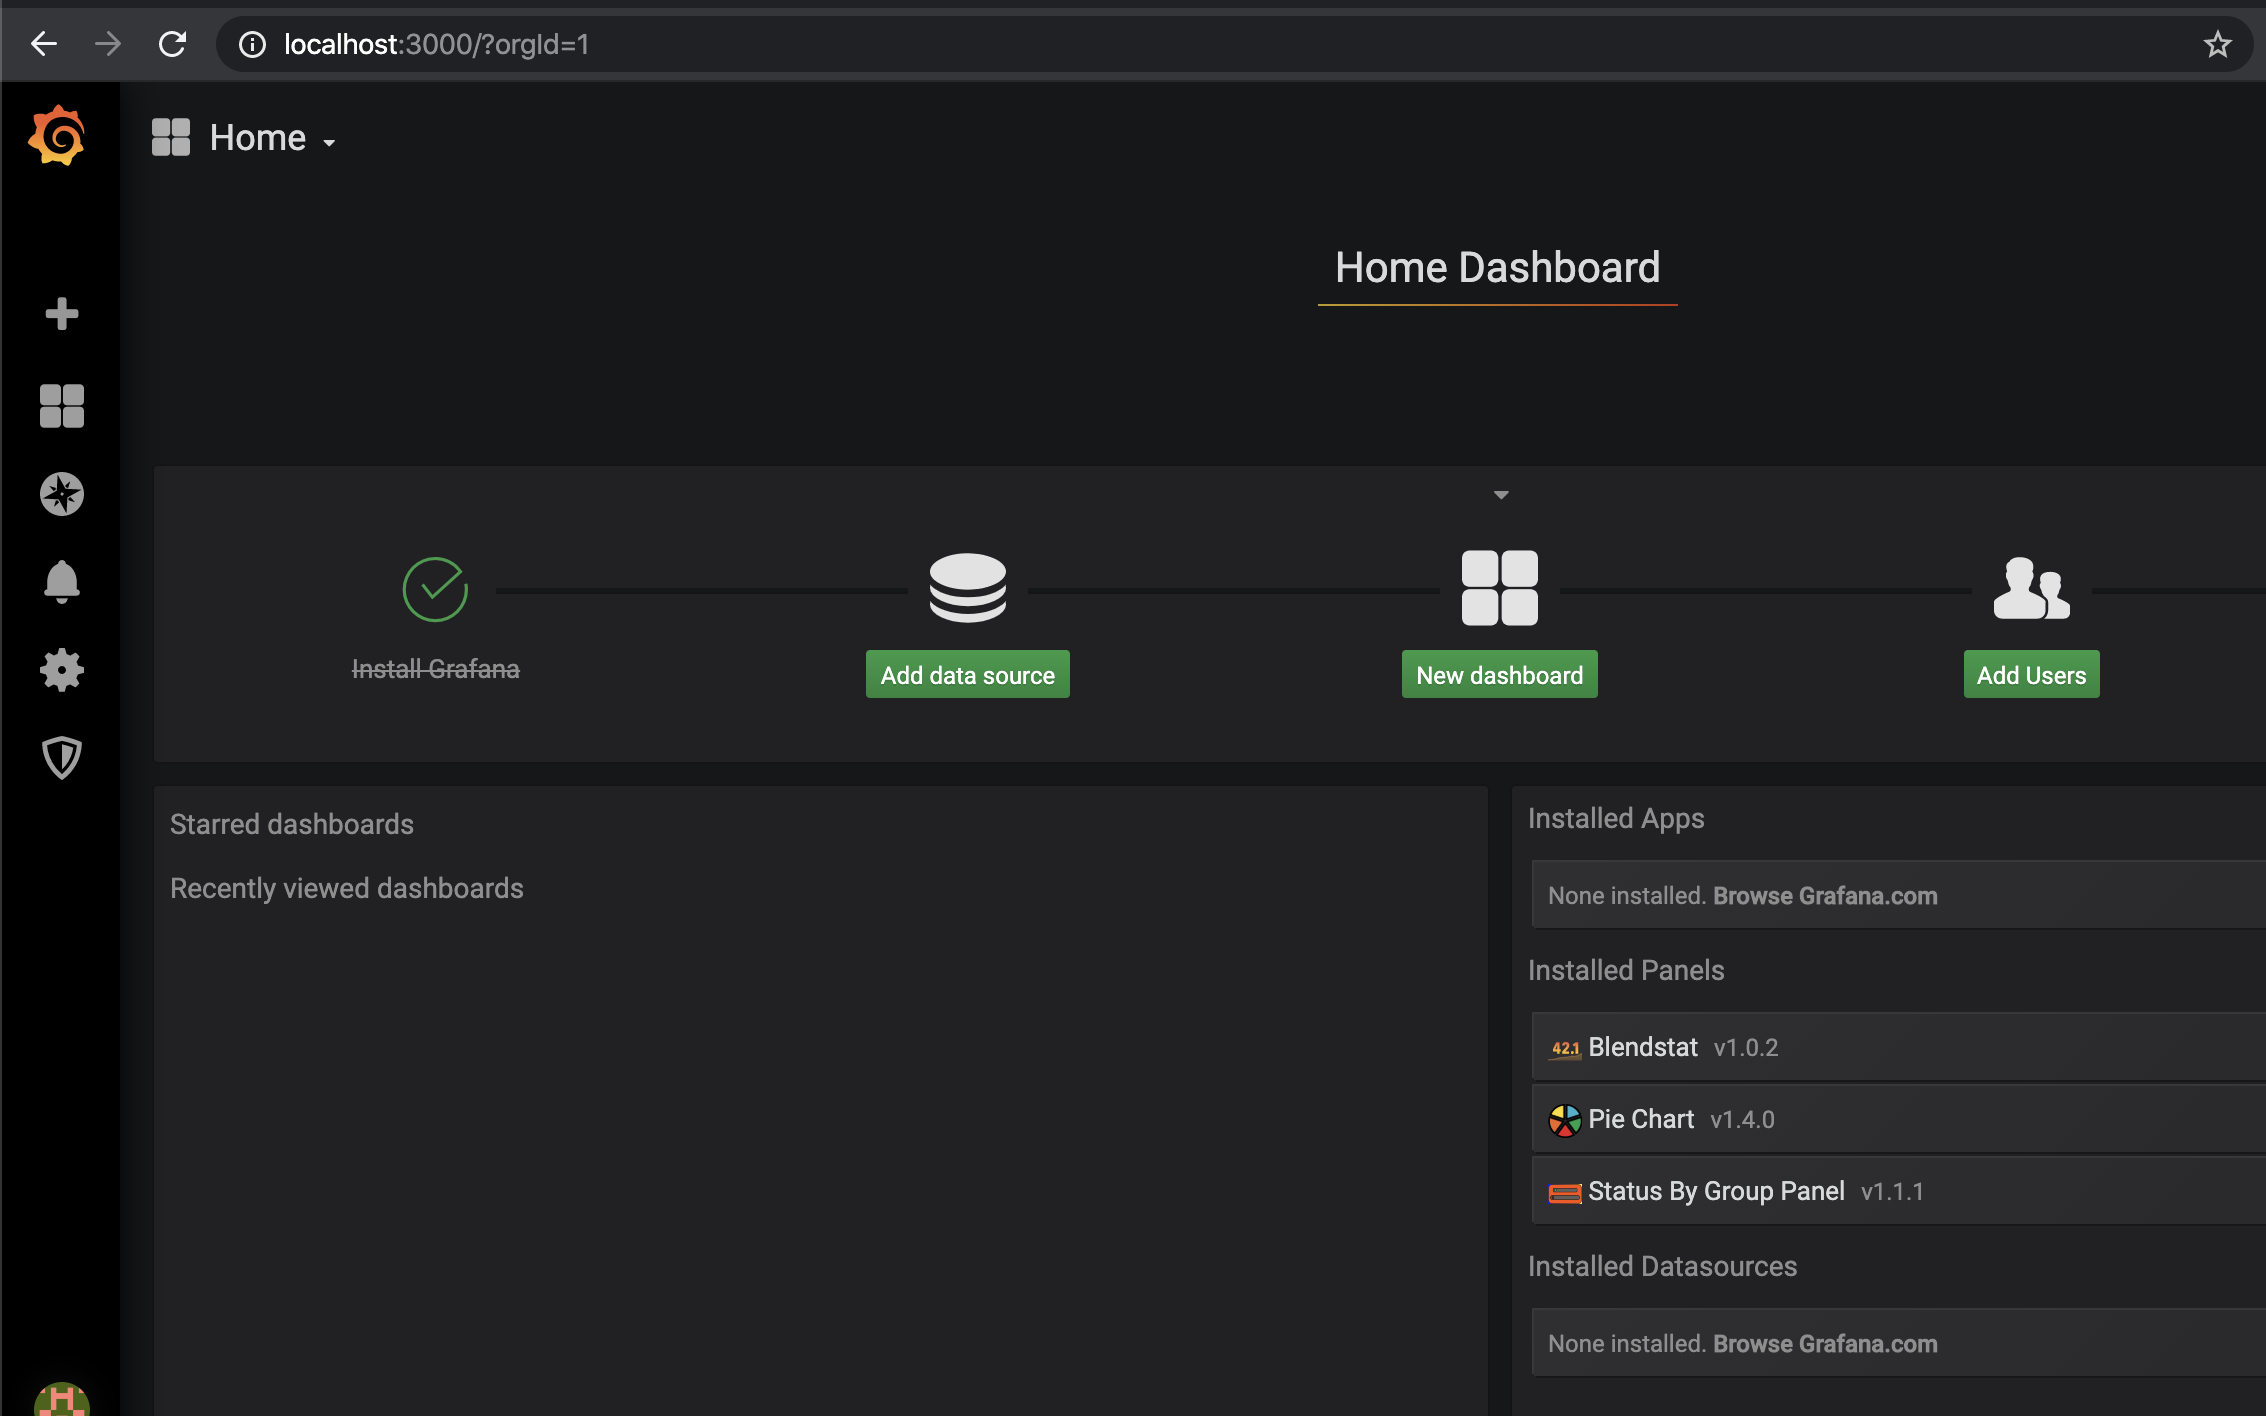 localhost:3000/?orgId=1
Home
Home Dashboard
Install Grafana
Add data source
New dashboard
Add Users
Starred dashboards
Recently viewed dashboards
Installed Apps
None installed. Browse Grafana.com
Installed Panels
42.1 Blendstat v1.0.2
Pie Chart v1.4.0
Status By Group Panel v1.1.1
Installed Datasources
None installed. Browse Grafana.com